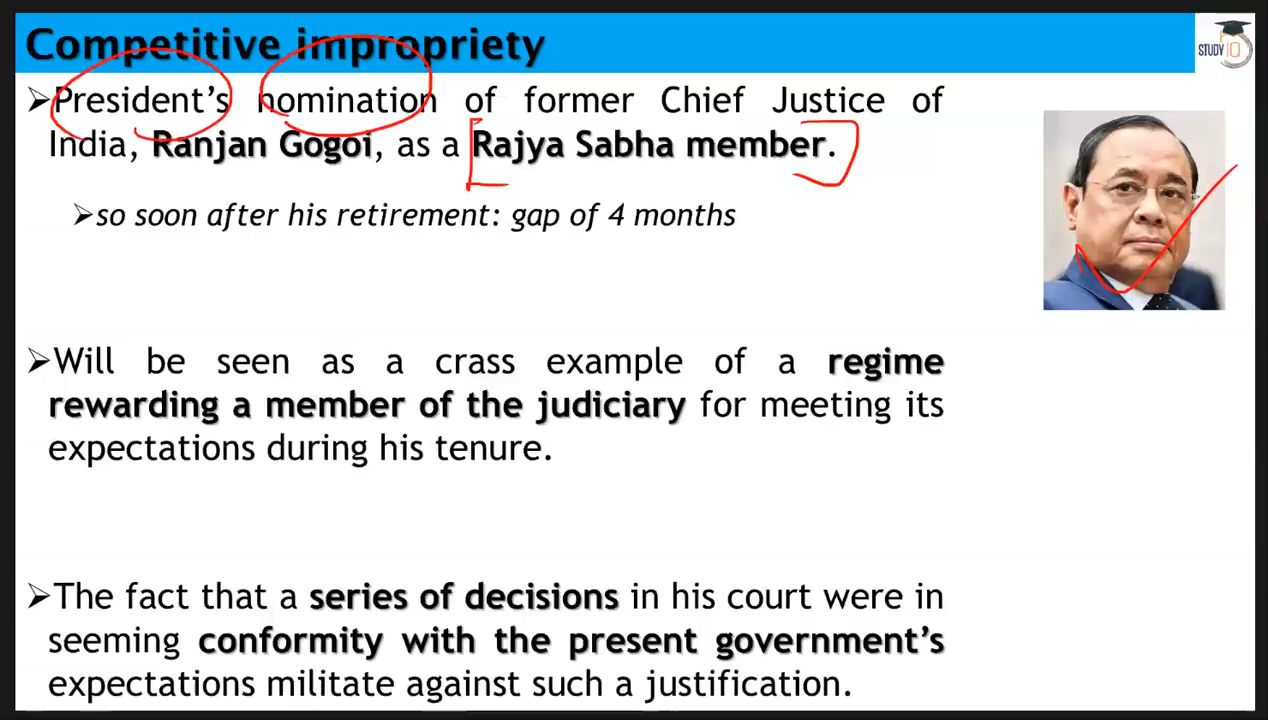 Competitive impropriety
STUDY IQ
➢President's nomination of former Chief Justice of
India, Ranjan Gogoi, as a Rajya Sabha member.
➢so soon after his retirement: gap of 4 months
➢Will be seen as a crass example of a regime
rewarding a member of the judiciary for meeting its
expectations during his tenure.
➢The fact that a series of decisions in his court were in
seeming conformity with the present government's
expectations militate against such a justification.